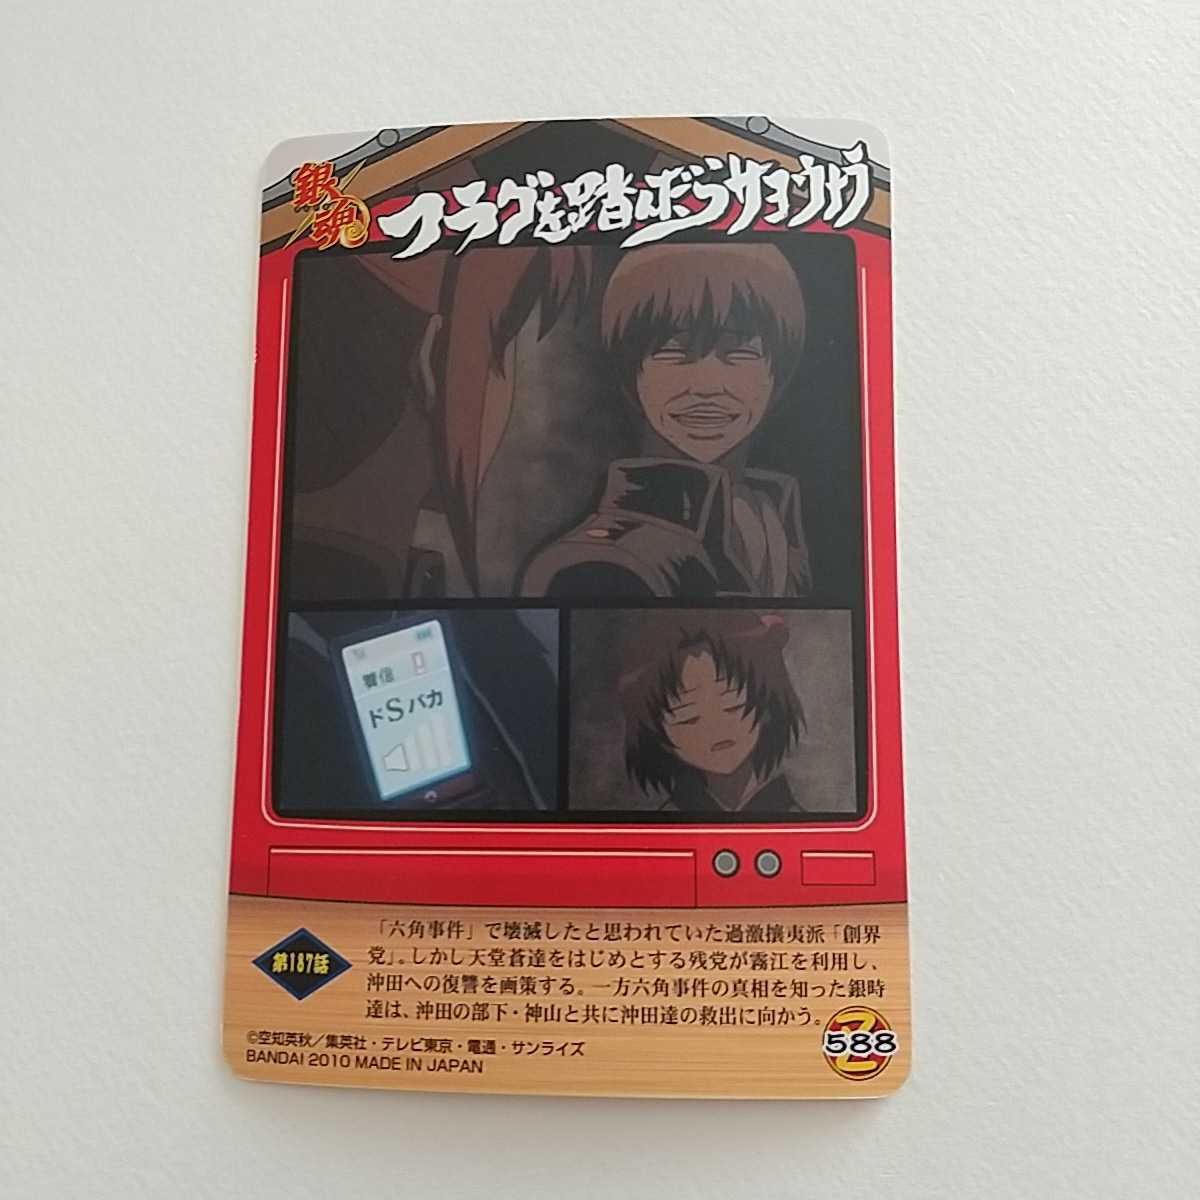 銀魂
フラグを踏んだらサヨウナラ
着信
ドSバカ
第187話
「六角事件」で壊滅したと思われていた過激攘夷派「創界
党」。しかし天堂蒼達をはじめとする残党が霧江を利用し、
沖田への復讐を画策する。一方六角事件の真相を知った銀時
達は、沖田の部下・神山と共に沖田達の救出に向かう。
乙
588
©空知英秋／集英社・テレビ東京・電通・サンライズ
BANDAI 2010 MADE IN JAPAN